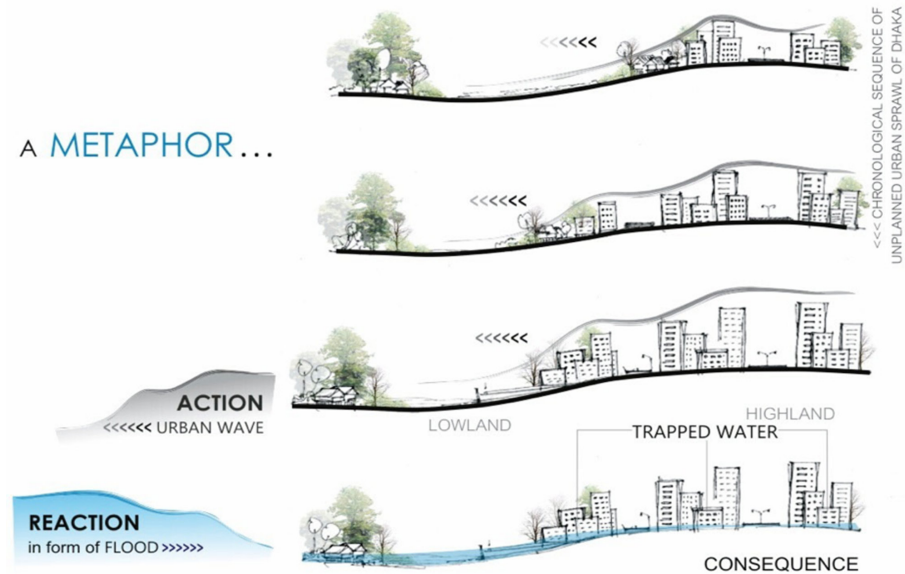 <<< CHRONOLOGICAL SEQUENCE OF
UNPLANNED URBAN SPRAWL OF DHAKA
<<<<<
A METAPHOR...
<<<<<<
<<<<<<
ACTION
<<<<<< URBAN WAVE
LOWLAND
HIGHLAND
TRAPPED WATER
REACTION
in form of FLOOD >>>>>>
CONSEQUENCE